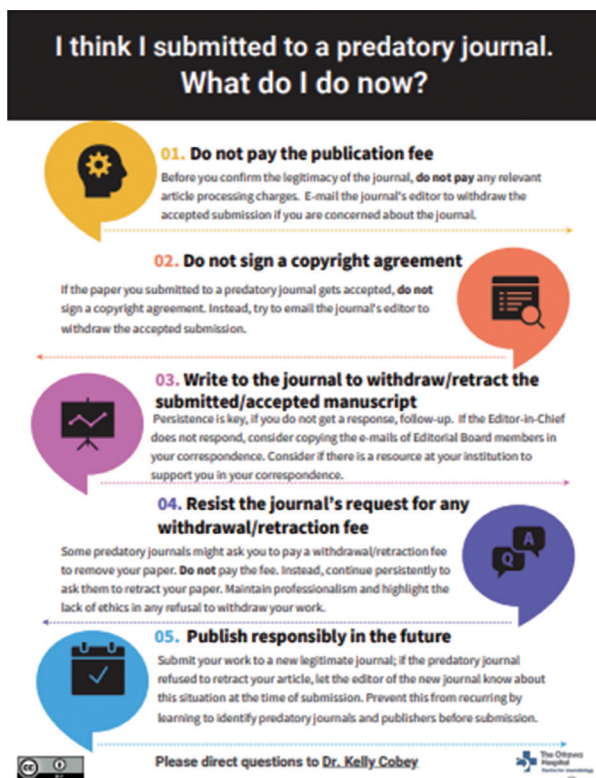 I think I submitted to a predatory journal.
What do I do now?
01. Do not pay the publication fee
Before you confirm the legitimacy of the journal, do not pay any relevant
article processing charges. E-mail the journal's editor to withdraw the
accepted submission if you are concerned about the journal.
02. Do not sign a copyright agreement
If the paper you submitted to a predatory journal gets accepted, do not
sign a copyright agreement. Instead, try to email the journal's editor to
withdraw the accepted submission.
03. Write to the journal to withdraw/retract the
submitted/accepted manuscript
Persistence is key, if you do not get a response, follow-up. If the Editor-in-Chief
does not respond, consider copying the e-mails of Editorial Board members in
your correspondence. Consider if there is a resource at your institution to
support you in your correspondence.
04. Resist the journal's request for any
withdrawal/retraction fee
Some predatory journals might ask you to pay a withdrawal/retraction fee
to remove your paper. Do not pay the fee. Instead, continue persistently to
ask them to retract your paper. Maintain professionalism and highlight the
lack of ethics in any refusal to withdraw your work.
A
Q
05. Publish responsibly in the future
Submit your work to a new legitimate journal; if the predatory journal
refused to retract your article, let the editor of the new journal know about
this situation at the time of submission. Prevent this from recurring by
learning to identify predatory journals and publishers before submission.
Please direct questions to Dr. Kelly Cobey
The Ottawa
Hospital
cc